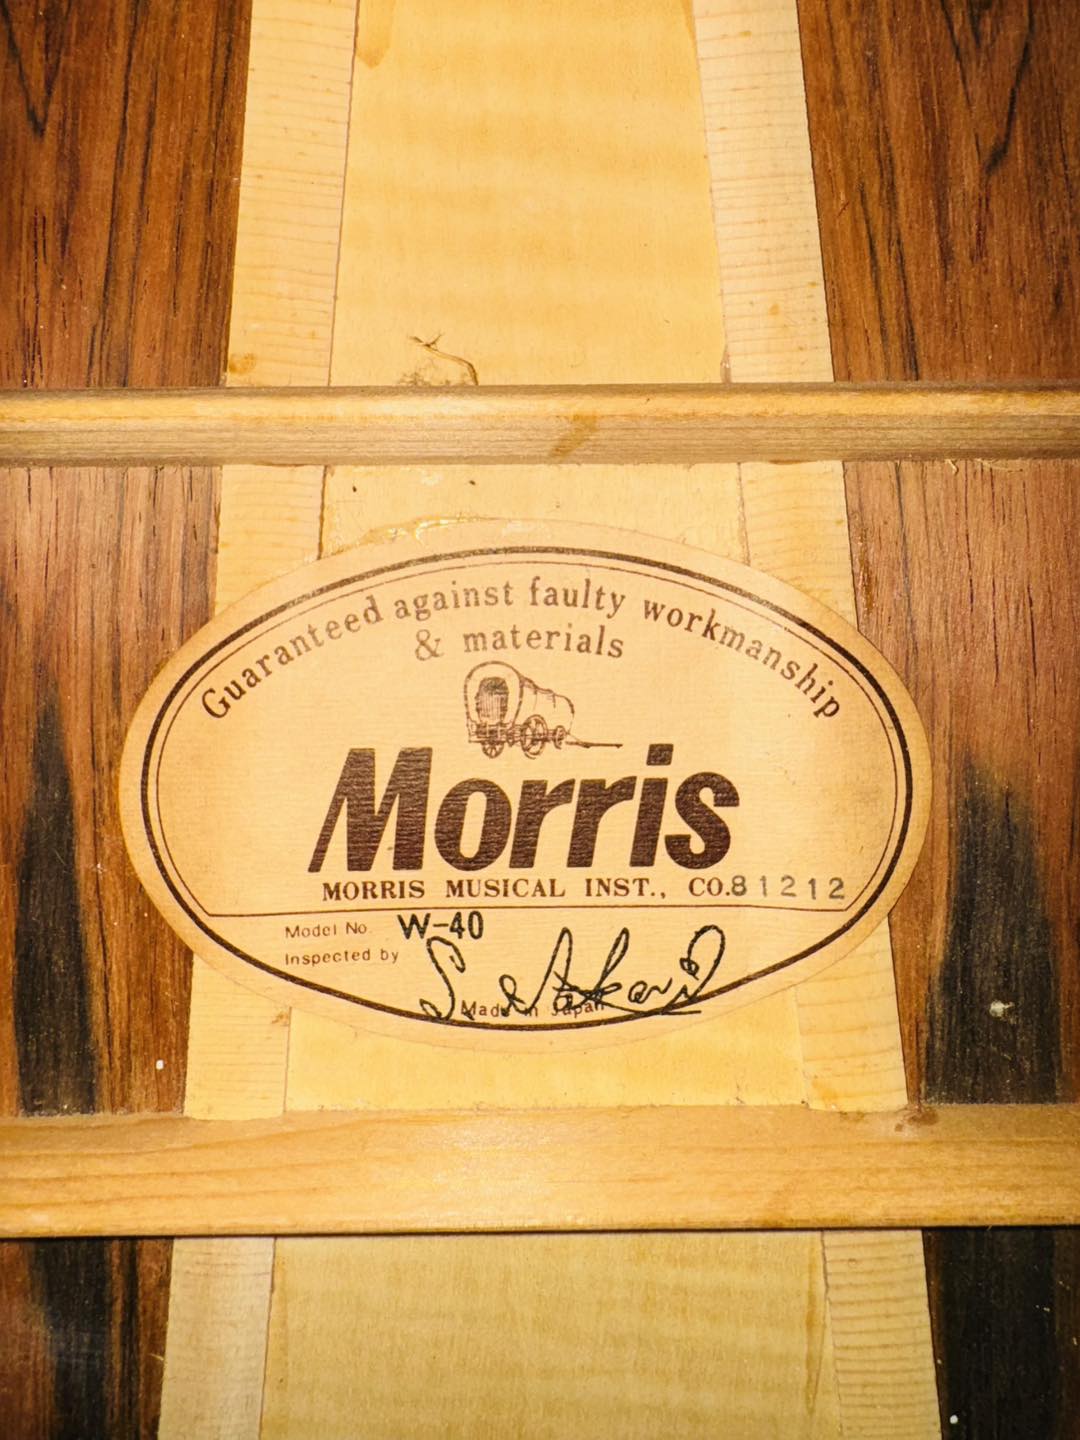 Guaranteed against faulty workmanship
& materials
Morris
MORRIS MUSICAL INST., CO.81212
Model No. W-40
Inspected by
Made in Japan